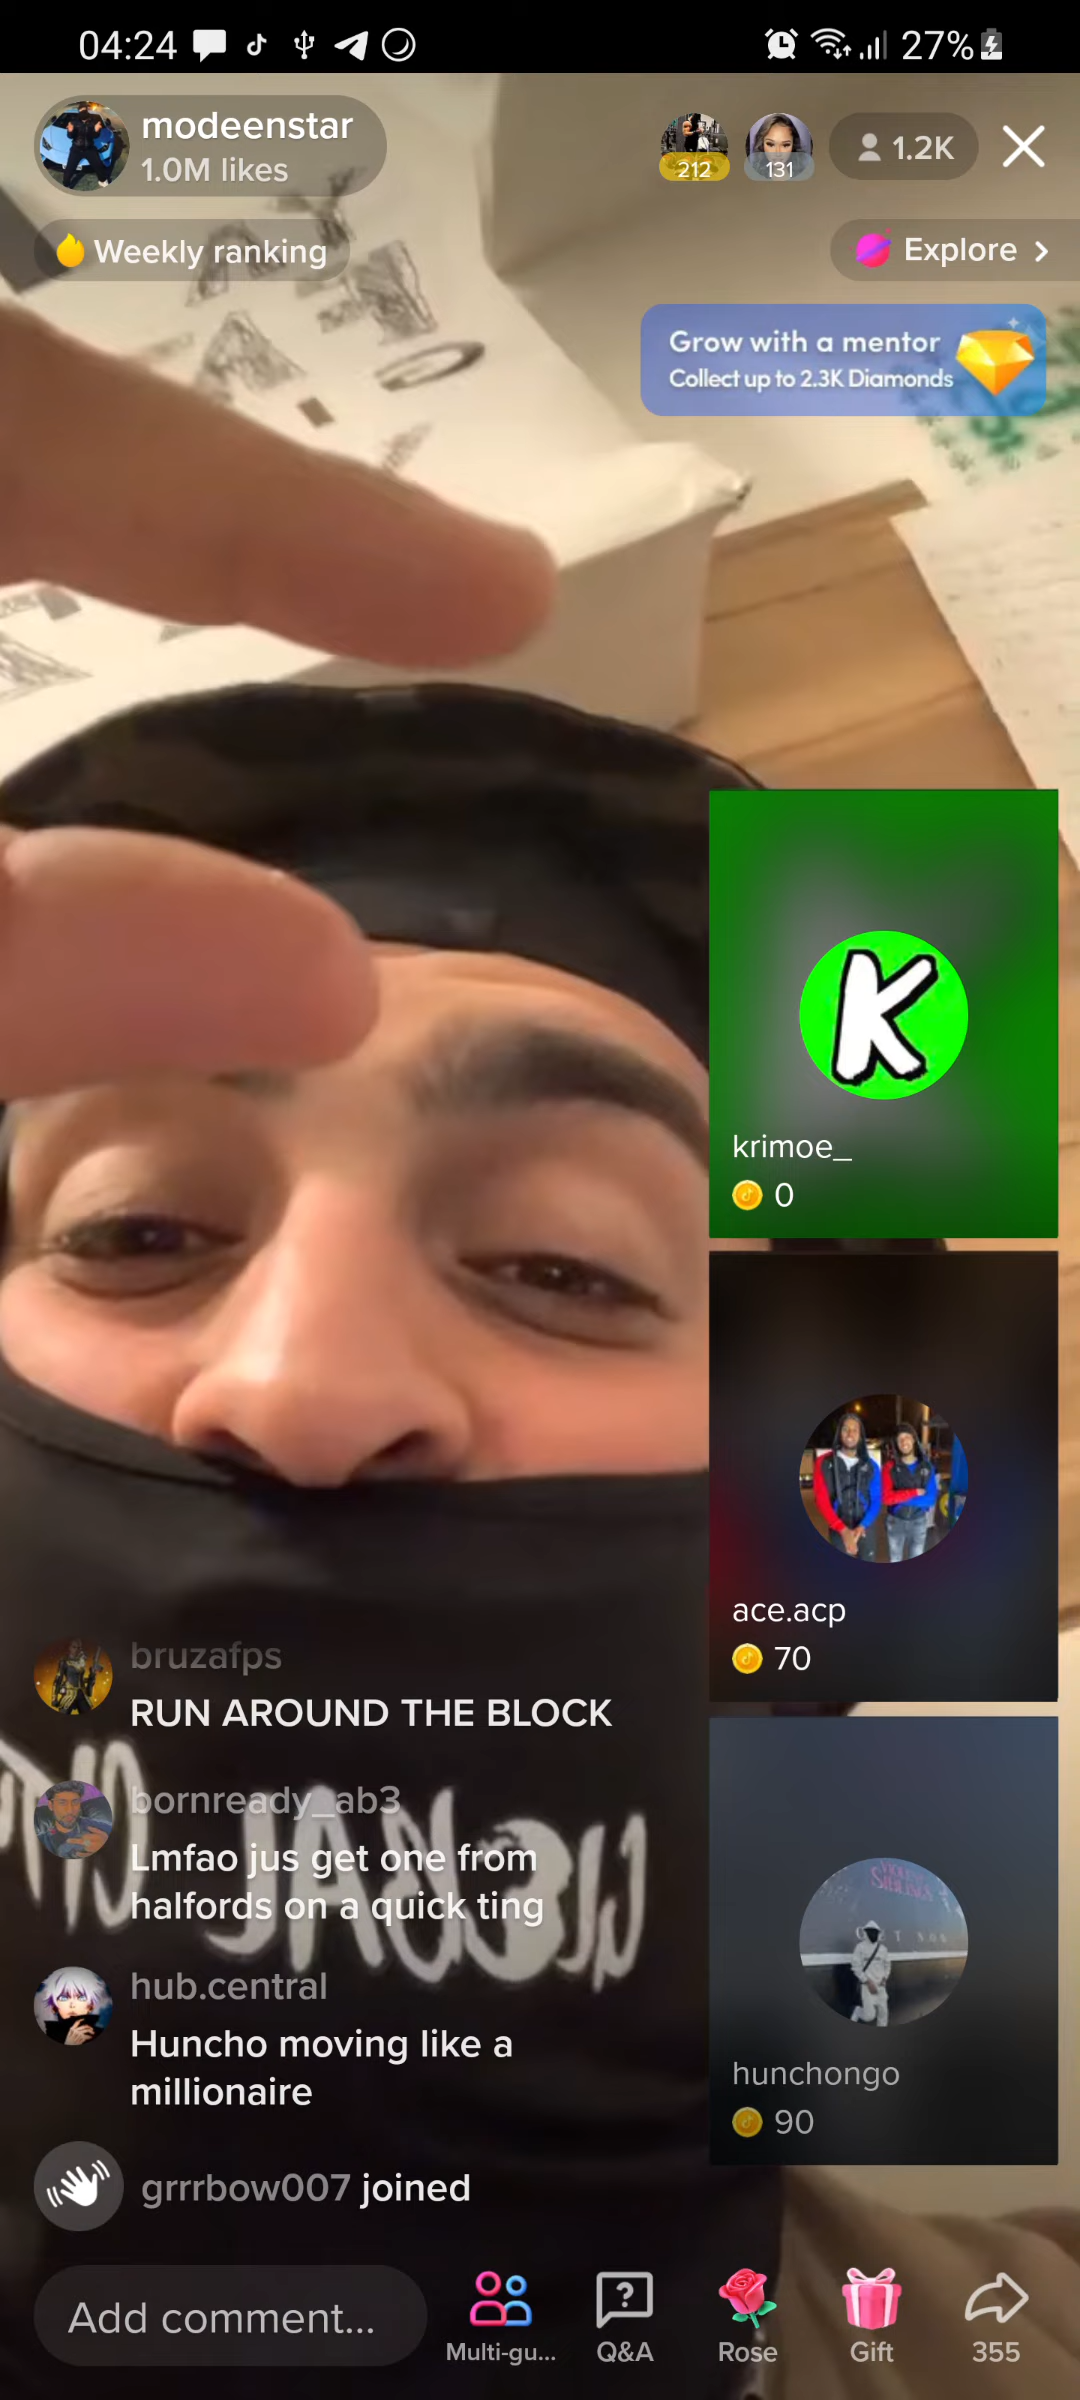 04:24
27%
modeenstar
1.0M likes
212
131
1.2K
Weekly ranking
Explore
Grow with a mentor
Collect up to 2.3K Diamonds
K
krimoe_
0
ace.acp
70
bruzafps
RUN AROUND THE BLOCK
bornready_ab3
Lmfao jus get one from
halfords on a quick ting
hub.central
Huncho moving like a
millionaire
hunchongo
90
grrrbow007 joined
Add comment...
Multi-gu...
Q&A
Rose
Gift
355